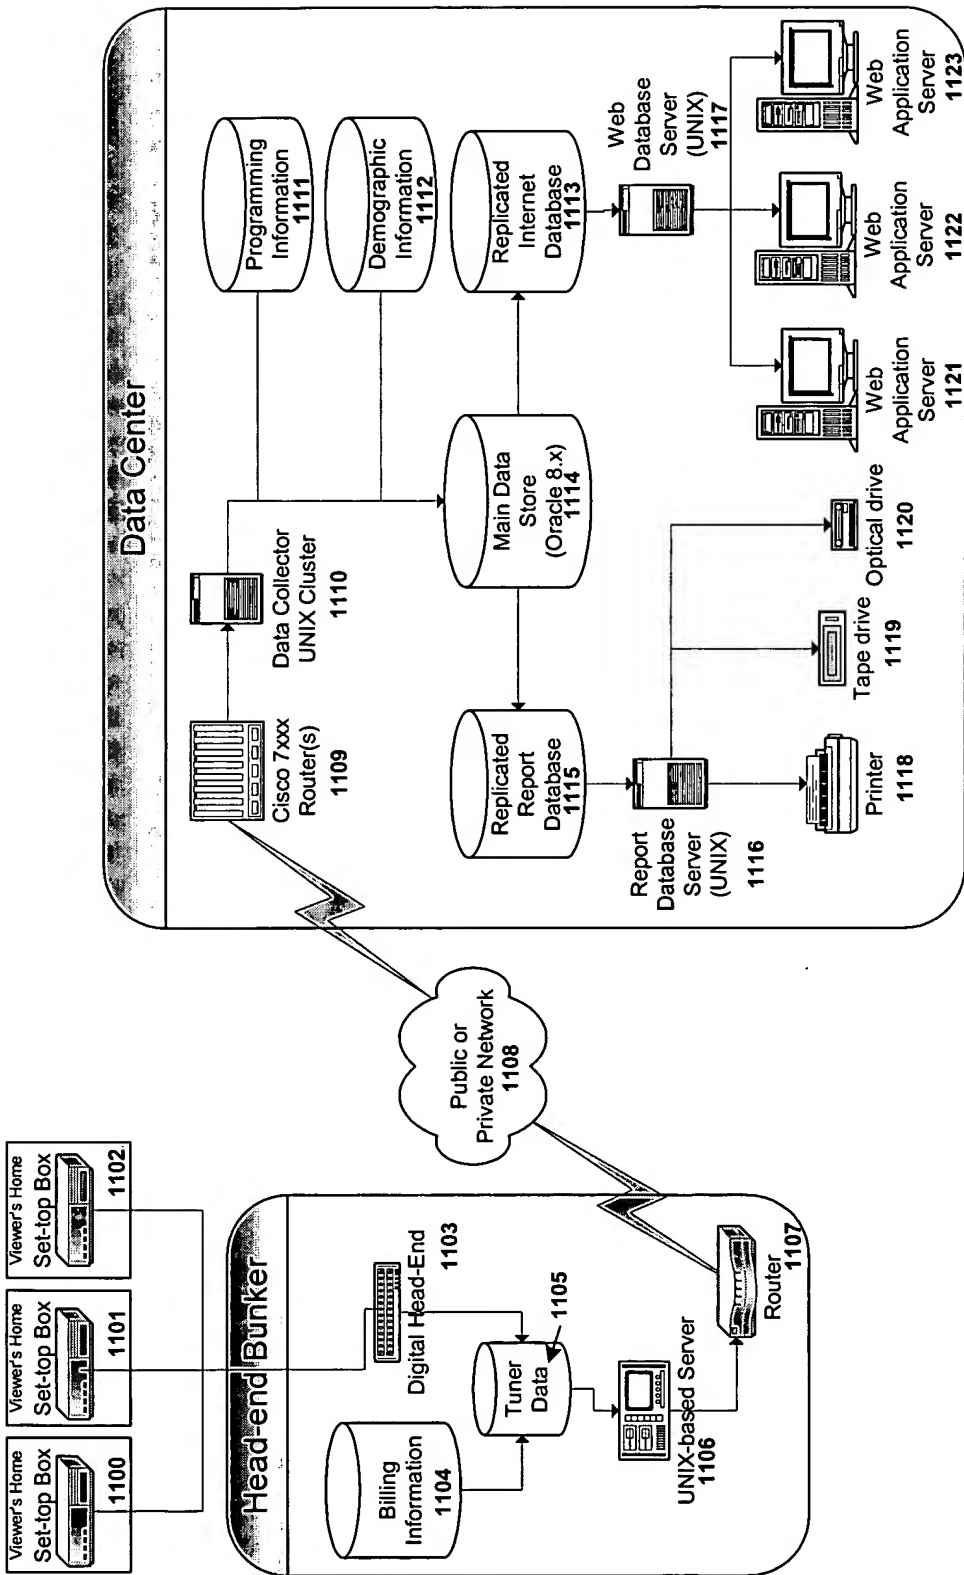 Viewer's Home
Set-top Box
1100
Viewer's Home
Set-top Box
1101
Viewer's Home
Set-top Box
1102
Head-end Bunker
Billing
Information
1104
Digital Head-End
1103
Tuner
Data
1105
UNIX-based Server
1106
Router
1107
Public or
Private Network
1108
Data Center
Cisco 7xxx
Router(s)
1109
Data Collector
UNIX Cluster
1110
Programming
Information
1111
Demographic
Information
1112
Replicated
Report
Database
1115
Main Data
Store
(Oracle 8.x)
1114
Replicated
Internet
Database
1113
Report
Database
Server
(UNIX)
1116
Web
Database
Server
(UNIX)
1117
Printer
1118
Tape drive
1119
Optical drive
1120
Web
Application
Server
1121
Web
Application
Server
1122
Web
Application
Server
1123